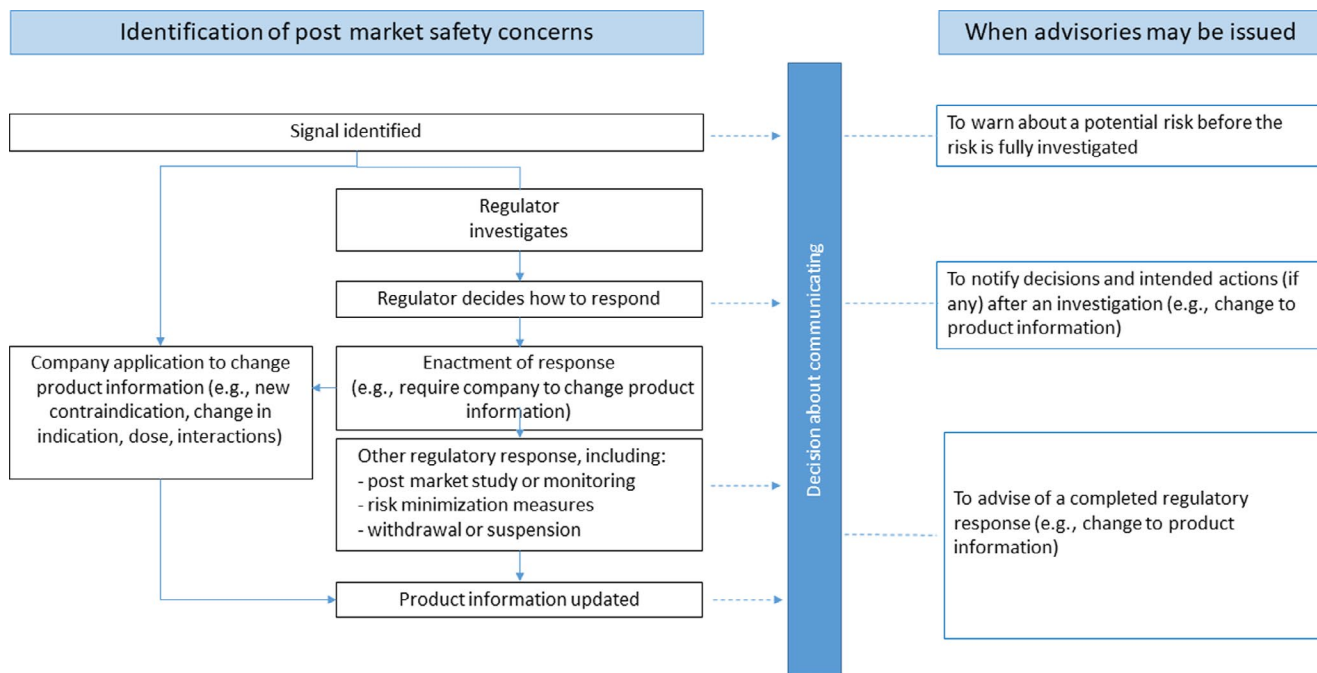 Identification of post market safety concerns
When advisories may be issued
Signal identified
To warn about a potential risk before the
risk is fully investigated
Regulator
investigates
Regulator decides how to respond
To notify decisions and intended actions (if
any) after an investigation (e.g., change to
product information)
Decision about communicating
Company application to change
product information (e.g., new
contraindication, change in
indication, dose, interactions)
Enactment of response
(e.g., require company to change product
information)
Other regulatory response, including:
- post market study or monitoring
- risk minimization measures
- withdrawal or suspension
To advise of a completed regulatory
response (e.g., change to product
information)
Product information updated